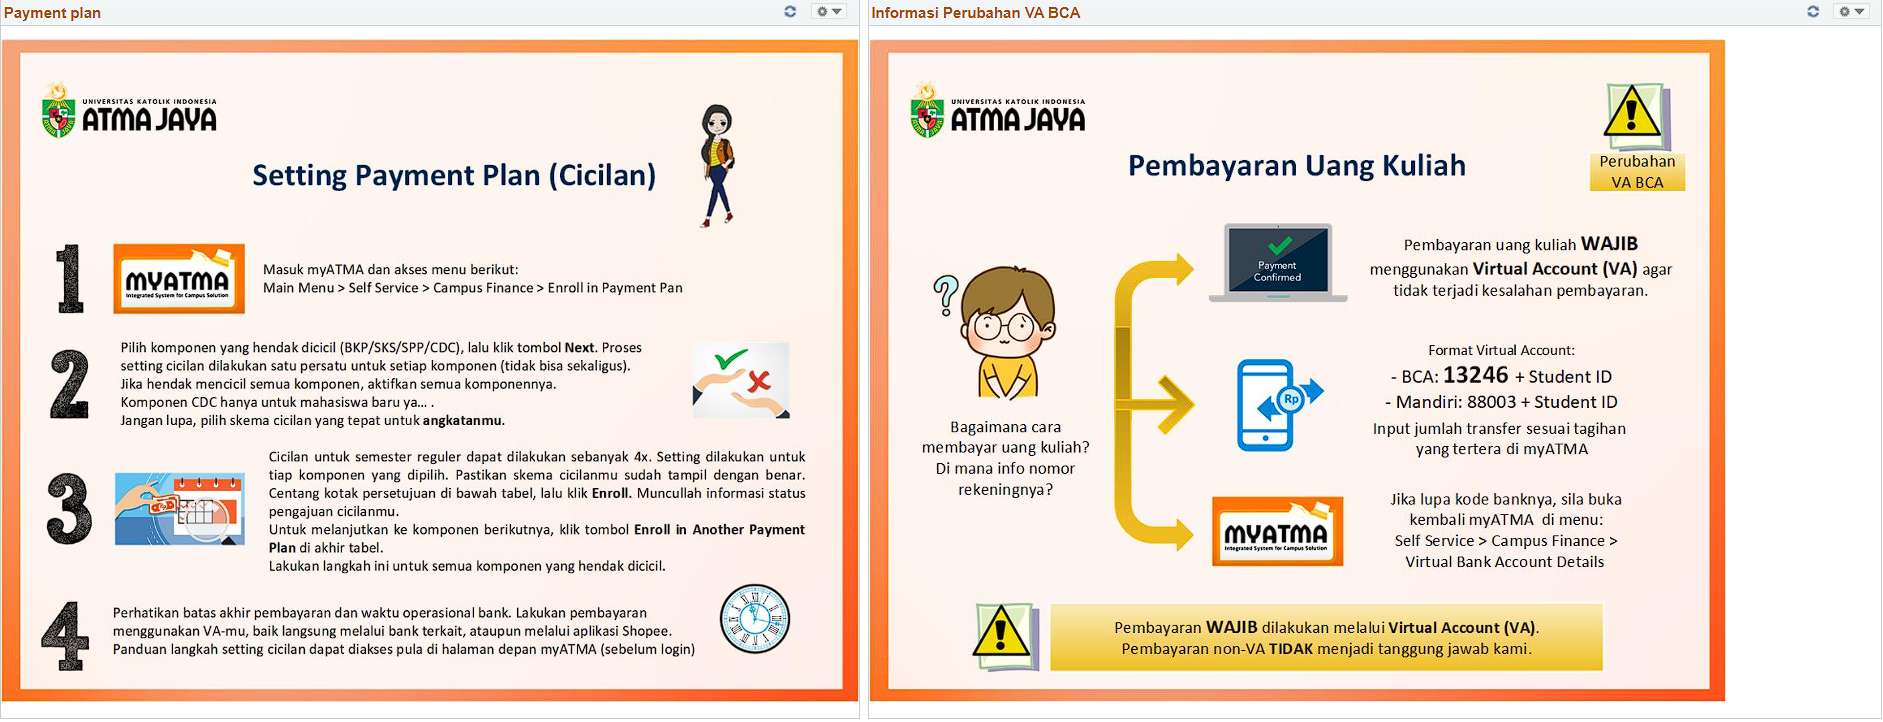 Payment plan
UNIVERSITAS KATOLIK INDONESIA
ATMA JAYA
Setting Payment Plan (Cicilan)
1
MYATMA
Integrated System for Campus Solution
Masuk myATMA dan akses menu berikut:
Main Menu > Self Service > Campus Finance > Enroll in Payment Pan
2
Pilih komponen yang hendak dicicil (BKP/SKS/SPP/CDC), lalu klik tombol Next. Proses
setting cicilan dilakukan satu persatu untuk setiap komponen (tidak bisa sekaligus).
Jika hendak mencicil semua komponen, aktifkan semua komponennya.
Komponen CDC hanya untuk mahasiswa baru ya... .
Jangan lupa, pilih skema cicilan yang tepat untuk angkatanmu.
3
Cicilan untuk semester reguler dapat dilakukan sebanyak 4x. Setting dilakukan untuk
tiap komponen yang dipilih. Pastikan skema cicilanmu sudah tampil dengan benar.
Centang kotak persetujuan di bawah tabel, lalu klik Enroll. Muncullah informasi status
pengajuan cicilanmu.
Untuk melanjutkan ke komponen berikutnya, klik tombol Enroll in Another Payment
Plan di akhir tabel.
Lakukan langkah ini untuk semua komponen yang hendak dicicil.
4
Perhatikan batas akhir pembayaran dan waktu operasional bank. Lakukan pembayaran
menggunakan VA-mu, baik langsung melalui bank terkait, ataupun melalui aplikasi Shopee.
Panduan langkah setting cicilan dapat diakses pula di halaman depan myATMA (sebelum login)
Informasi Perubahan VA BCA
UNIVERSITAS KATOLIK INDONESIA
ATMA JAYA
Perubahan
VA BCA
Pembayaran Uang Kuliah
Bagaimana cara
membayar uang kuliah?
Di mana info nomor
rekeningnya?
Payment
Confirmed
Pembayaran uang kuliah WAJIB
menggunakan Virtual Account (VA) agar
tidak terjadi kesalahan pembayaran.
Rp
Format Virtual Account:
- BCA: 13246 + Student ID
- Mandiri: 88003 + Student ID
Input jumlah transfer sesuai tagihan
yang tertera di myATMA
MYATMA
Integrated System for Campus Solution
Jika lupa kode banknya, sila buka
kembali myATMA di menu:
Self Service > Campus Finance >
Virtual Bank Account Details
Pembayaran WAJIB dilakukan melalui Virtual Account (VA).
Pembayaran non-VA TIDAK menjadi tanggung jawab kami.